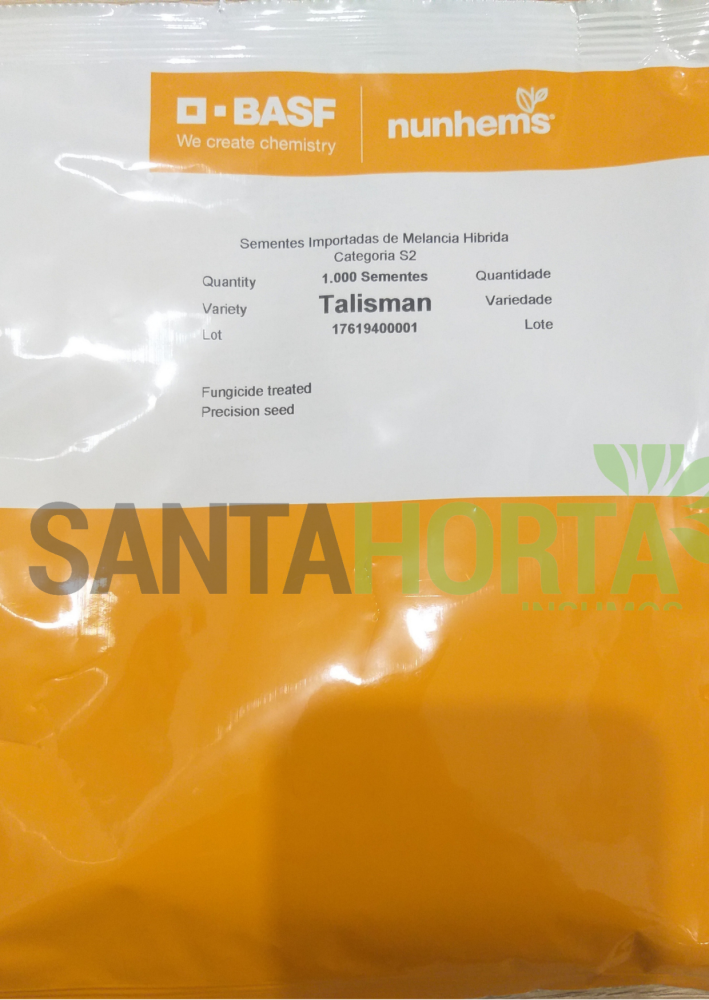 BASF
We create chemistry
nunhems
Sementes Importadas de Melancia Hibrida
Categoria S2
Quantity 1.000 Sementes Quantidade
Variety Talisman Variedade
Lot 17619400001 Lote
Fungicide treated
Precision seed
SANTAHORTA